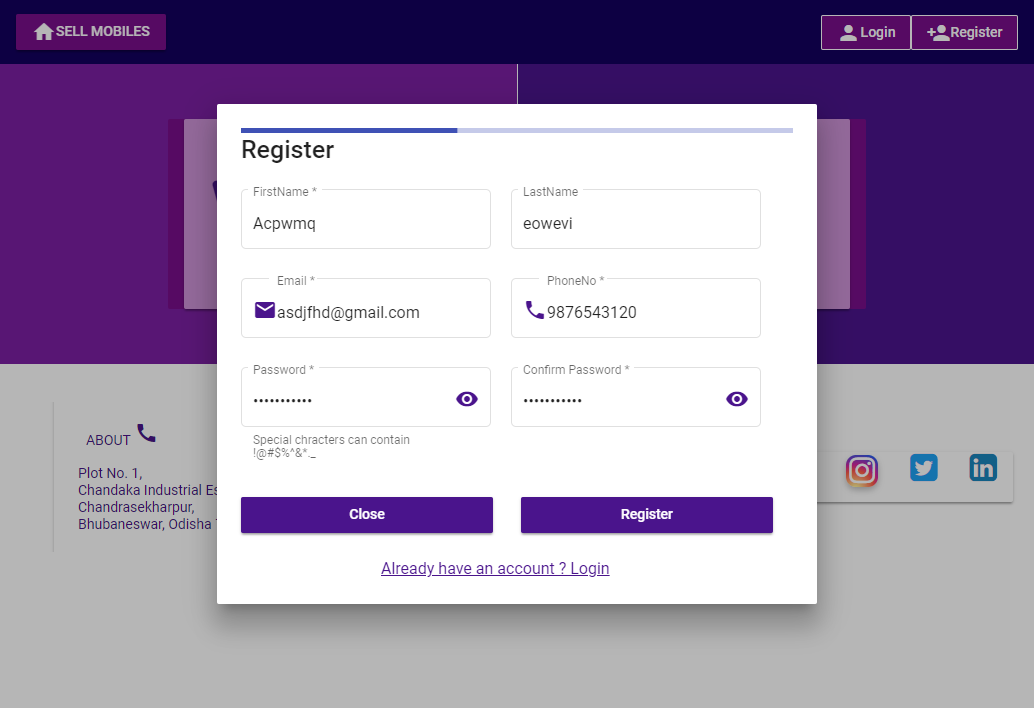 SELL MOBILES
Login
Register
Register
FirstName *
LastName
Acpwmq
eowevi
Email *
PhoneNo *
asdjfhd@gmail.com
9876543120
Password *
Confirm Password *
•••••••••••
•••••••••••
Special chracters can contain
!@#$%^&*._
ABOUT
Plot No. 1,
Chandaka Industrial Es
Chandrasekharpur,
Bhubaneswar, Odisha
Close
Register
Already have an account ? Login